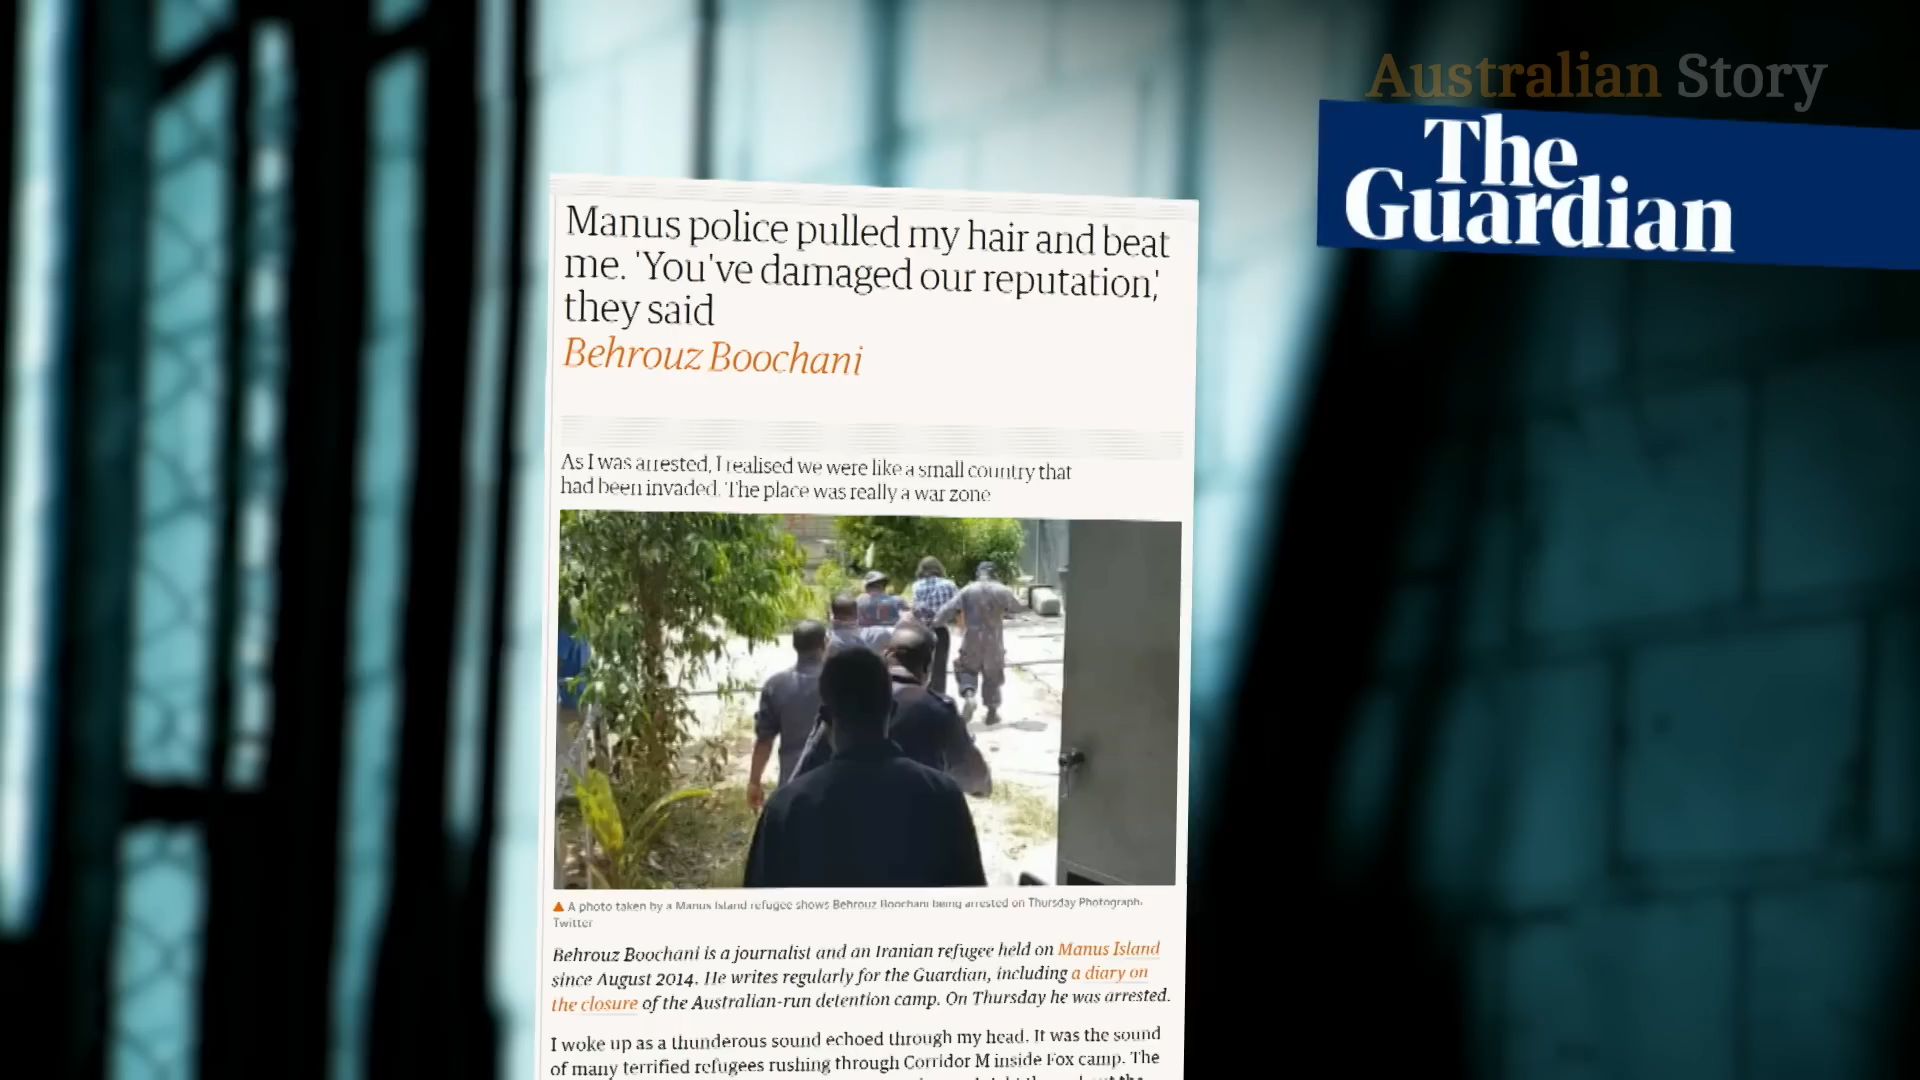 Australian Story
The
Guardian
Manus police pulled my hair and beat
me. 'You've damaged our reputation,'
they said
Behrouz Boochani
As I was arrested, I realised we were like a small country that
had been invaded. The place was really a war zone
A photo taken by a Manus Island refugee shows Behrouz Boochani being arrested on Thursday Photograph:
Twitter
Behrouz Boochani is a journalist and an Iranian refugee held on Manus Island
since August 2014. He writes regularly for the Guardian, including a diary on
the closure of the Australian-run detention camp. On Thursday he was arrested.
I woke up as a thunderous sound echoed through my head. It was the sound
of many terrified refugees rushing through Corridor M inside Fox camp. The